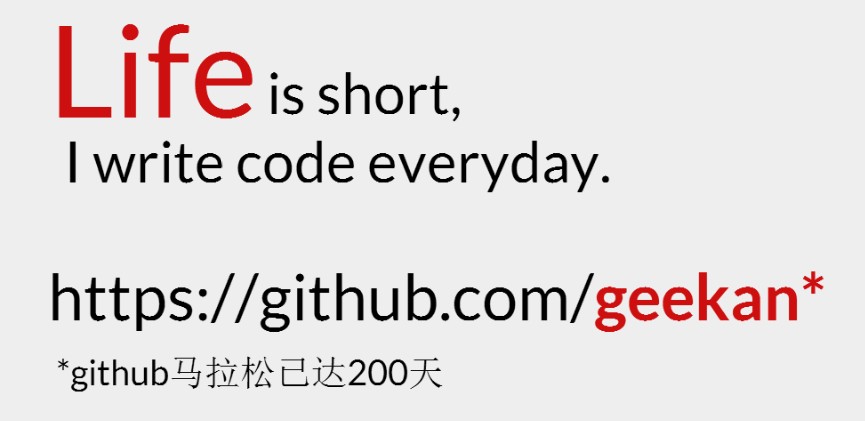 Life is short,
I write code everyday.
https://github.com/geekan*
*github马拉松已达200天